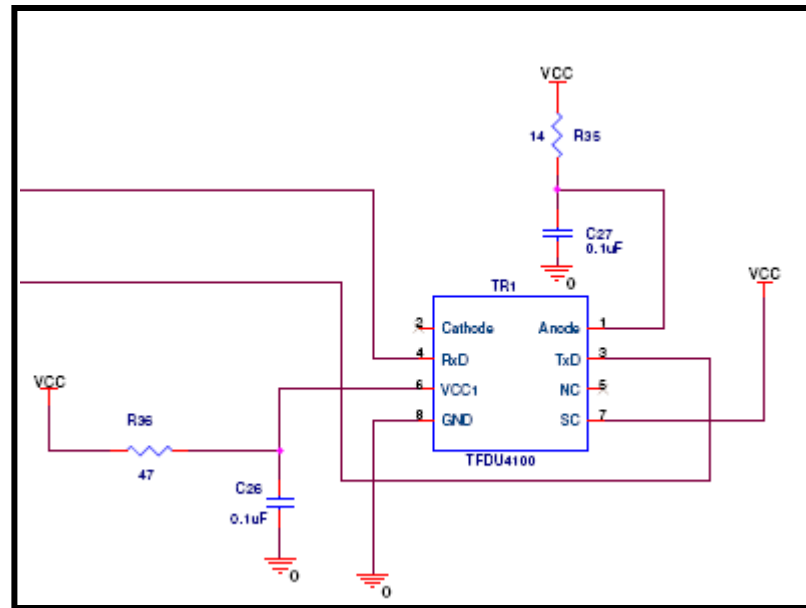 VCC
14 R35
C27
0.1uF
0
TR1
VCC
2 Cathode Anode 1
4 RxD TxD 3
6 VCC1 NC 5
8 GND SC 7
TFDU4100
VCC
R36
47
C26
0.1uF
0
0